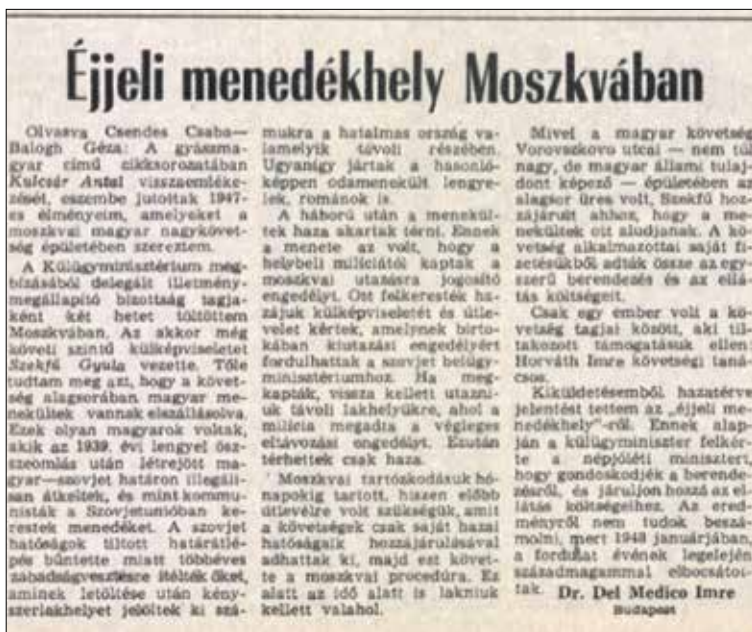 Éjjeli menedékhely Moszkvában
Olvasva Csendes Csaba—
Balogh Géza: A gyászma-
gyar című cikksorozatában
Kulcsár Antal visszaemléke-
zését, eszembe jutottak 1947-
es élményeim, amelyeket a
moszkvai magyar nagykövet-
ség épületében szereztem.
A Külügyminisztérium meg-
bízásából delegált illetmény-
megállapító bizottság tagja-
ként két hetet töltöttem
Moszkvában. Az akkor még
követi szintű külképviseletet
Szekfű Gyula vezette. Tőle
tudtam meg azt, hogy a követ-
ség alagsorában magyar me-
nekültek vannak elszállásolva.
Ezek olyan magyarok voltak,
akik az 1939. évi lengyel ösz-
szeomlás után létrejött ma-
gyar—szovjet határon illegáli-
san átkeltek, és mint kommu-
nisták a Szovjetunióban ke-
restek menedéket. A szovjet
hatóságok tiltott határátlé-
pés bűntette miatt többéves
szabadságvesztésre ítélték őket,
aminek letöltése után kény-
szerlakhelyet jelöltek ki szá-
mukra a hatalmas ország va-
lamelyik távoli részében.
Ugyanígy jártak a hasonló-
képpen odamenekült lengye-
lek, románok is.
A háború után a menekül-
tek haza akartak térni. Ennek
a menete az volt, hogy a
helybeli milíciától kaptak a
moszkvai utazásra jogosító
engedélyt. Ott felkeresték ha-
zájuk külképviseletét és útle-
velet kértek, amelynek birto-
kában kiutazási engedélyért
fordulhattak a szovjet belügy-
minisztériumhoz. Ha meg-
kapták, vissza kellett utazni-
uk távoli lakhelyükre, ahol a
milícia megadta a végleges
eltávozási engedélyt. Ezután
térhettek csak haza.
Moszkvai tartózkodásuk hó-
napokig tartott, hiszen előbb
útlevélre volt szükségük, amit
a követségek csak saját hazai
hatóságaik hozzájárulásával
adhattak ki, majd ezt követ-
te a moszkvai procedúra. Ez
alatt az idő alatt is lakniuk
kellett valahol.
Mivel a magyar követség
Vorovszkovo utcai — nem túl
nagy, de magyar állami tulaj-
dont képező — épületében az
alagsor üres volt, Szekfű hoz-
zájárult ahhoz, hogy a me-
nekültek ott aludjanak. A kö-
vetség alkalmazottai saját fi-
zetésükből adták össze az egy-
szerű berendezés és az ellá-
tás költségeit.
Csak egy ember volt a kö-
vetség tagjai között, aki til-
takozott támogatásuk ellen:
Horváth Imre követségi taná-
csos.
Kiküldetésemből hazatérve
jelentést tettem az „éjjeli me-
nedékhely"-ről. Ennek alap-
ján a külügyminiszter felkér-
te a népjóléti minisztert,
hogy gondoskodjék a berende-
zésről, és járuljon hozzá az el-
látás költségeihez. Az ered-
ményről nem tudok beszá-
molni, mert 1948 januárjában,
a fordulat évének legelején
századmagammal elbocsátot-
tak. Dr. Del Medico Imre
Budapest